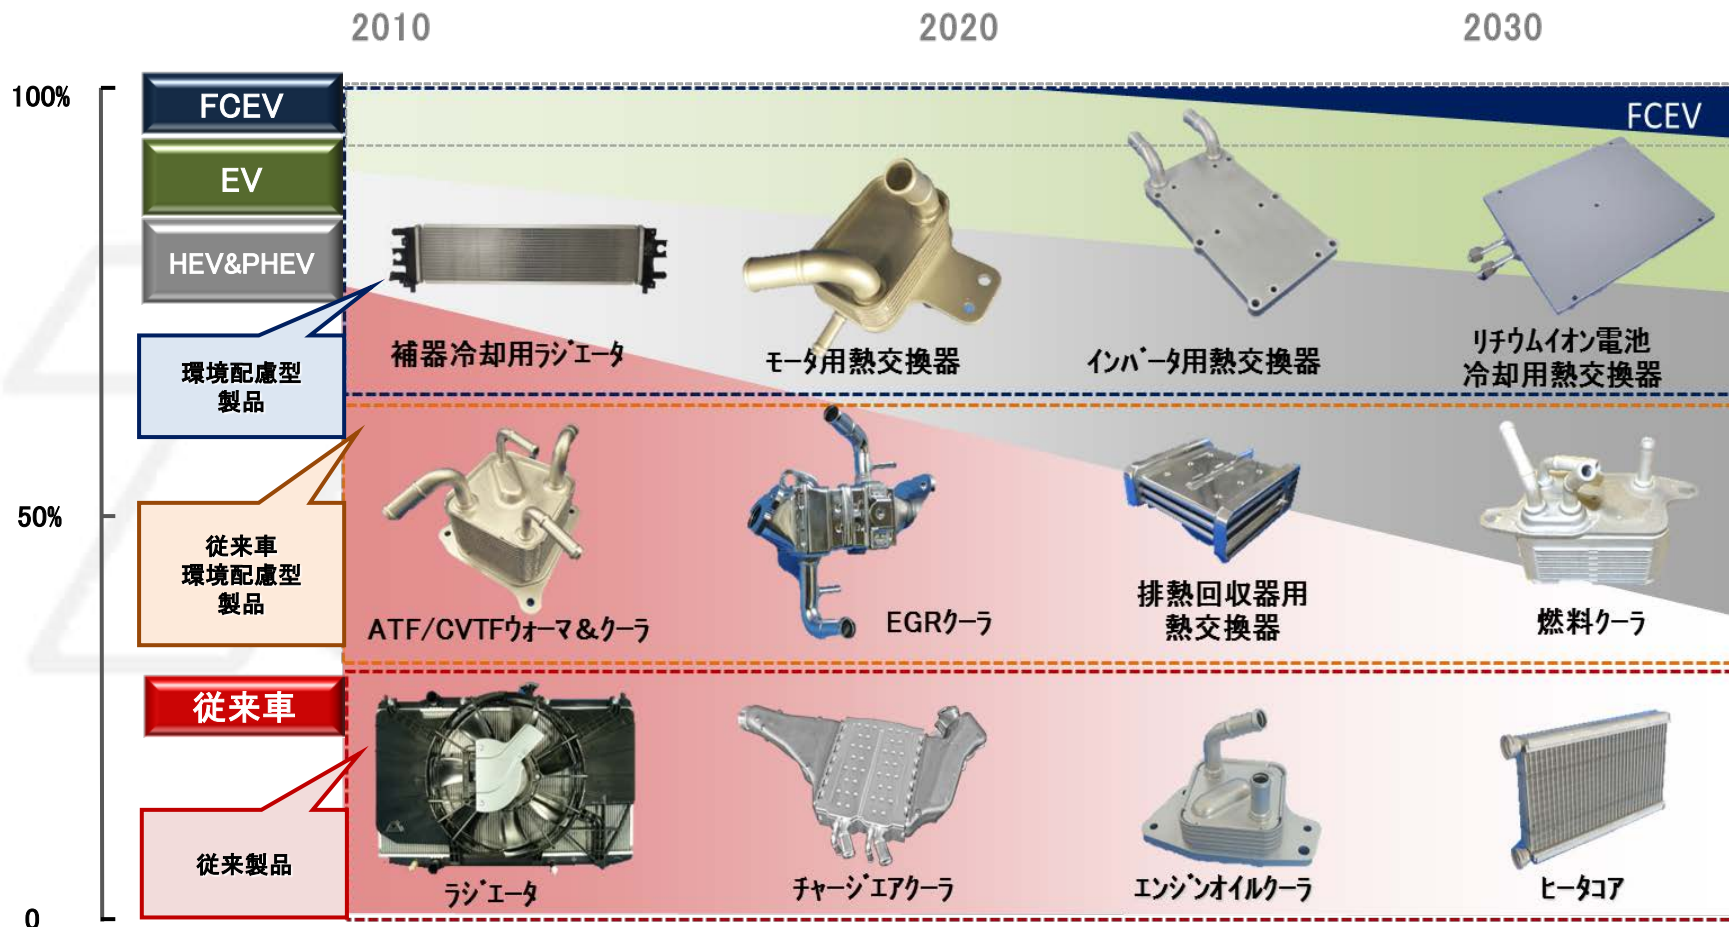 2010
2020
2030
100%
FCEV
FCEV
EV
HEV&PHEV
補器冷却用ラジエータ
モータ用熱交換器
インバータ用熱交換器
リチウムイオン電池
冷却用熱交換器
環境配慮型
製品
50%
従来車
環境配慮型
製品
ATF/CVTFウォーマ&クーラ
EGRクーラ
排熱回収器用
熱交換器
燃料クーラ
従来車
従来製品
ラジエータ
チャージエアクーラ
エンジンオイルクーラ
ヒータコア
0